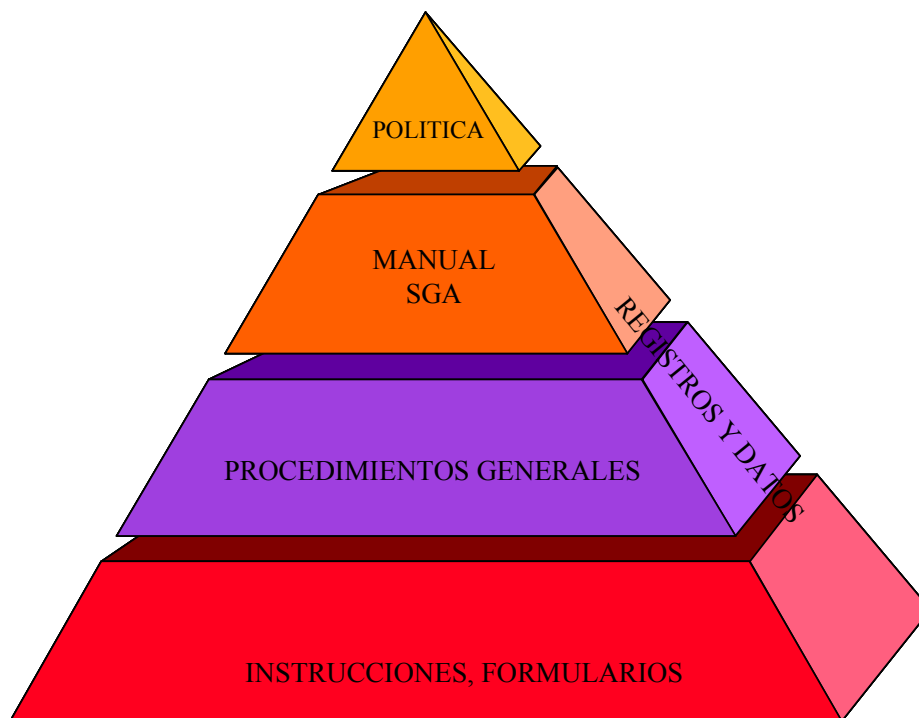 POLITICA
MANUAL
SGA
REGISTROS Y DATOS
PROCEDIMIENTOS GENERALES
INSTRUCCIONES, FORMULARIOS